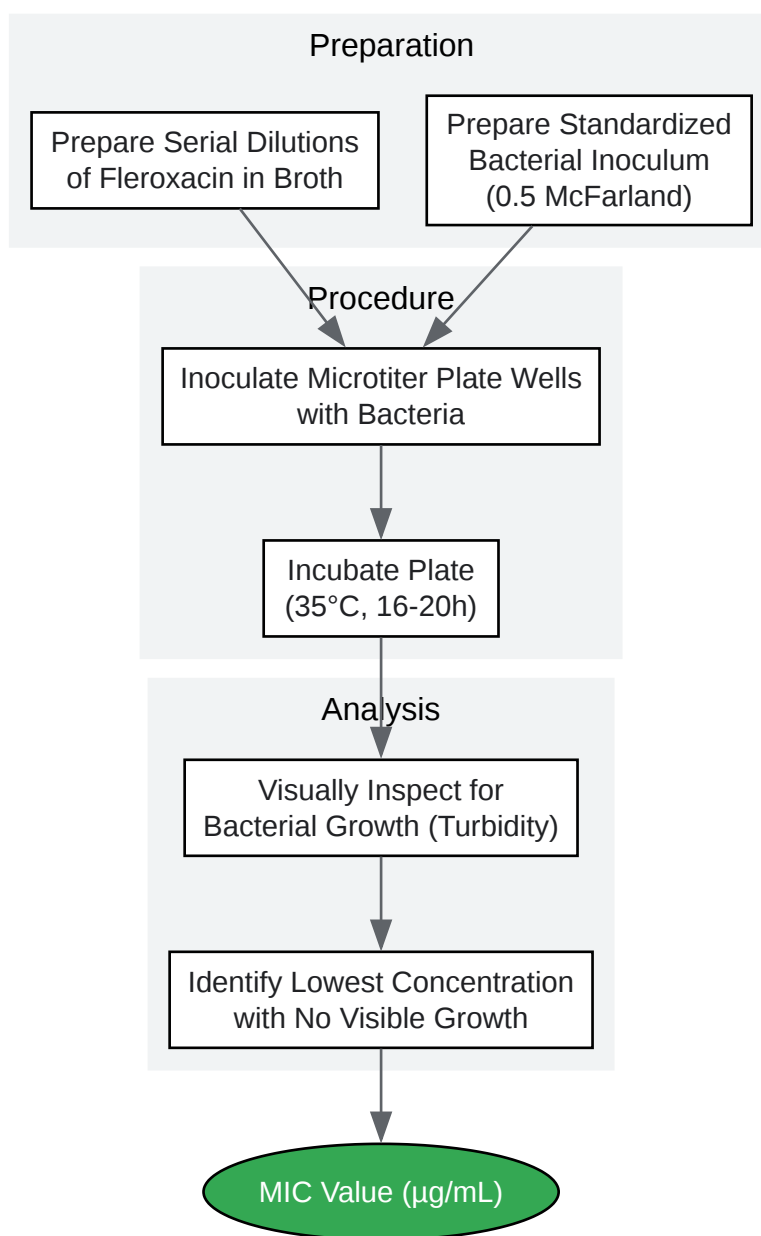 Preparation
Prepare Serial Dilutions
of Fleroxacin in Broth
Prepare Standardized
Bacterial Inoculum
(0.5 McFarland)
Procedure
Inoculate Microtiter Plate Wells
with Bacteria
Incubate Plate
(35°C, 16-20h)
Analysis
Visually Inspect for
Bacterial Growth (Turbidity)
Identify Lowest Concentration
with No Visible Growth
MIC Value (µg/mL)